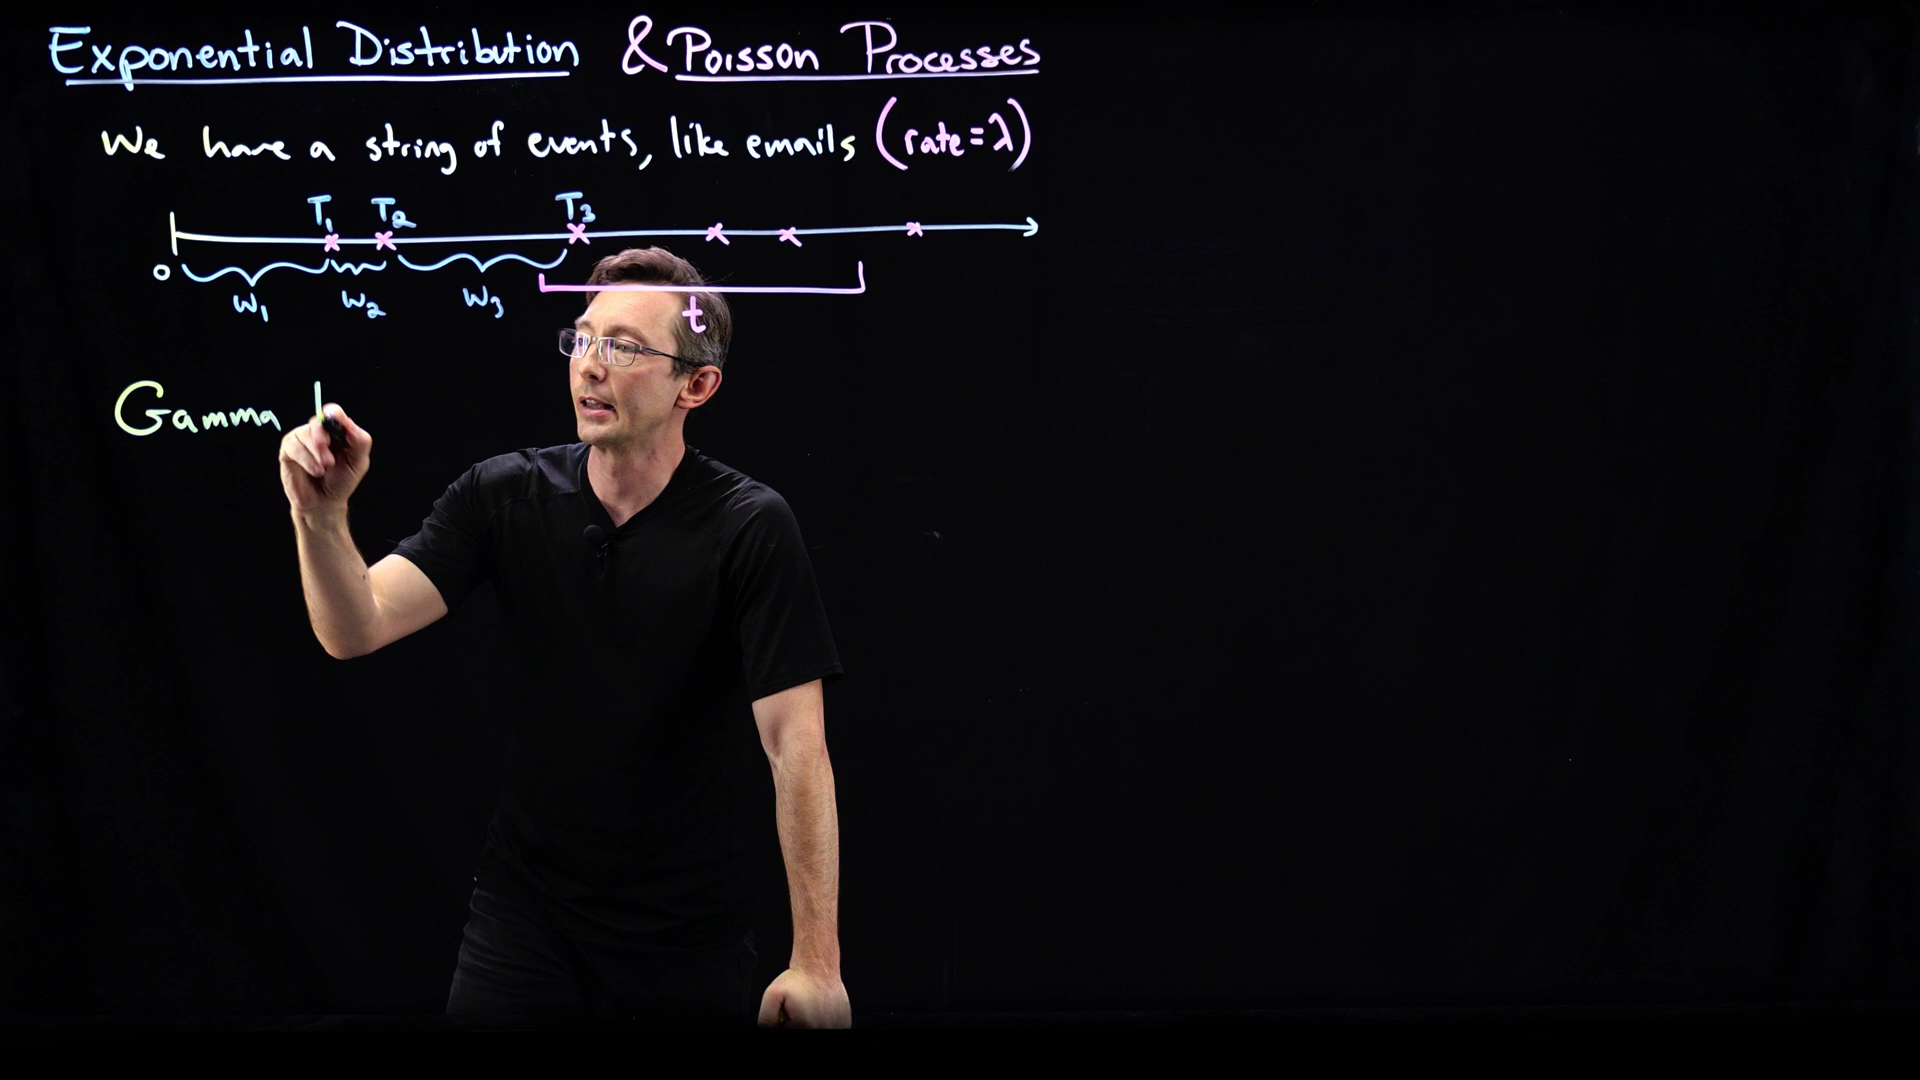 Exponential Distribution & Poisson Processes
We have a string of events, like emails (rate=λ)
T₁ T₂ T₃
0 W₁ W₂ W₃ t
Gamma